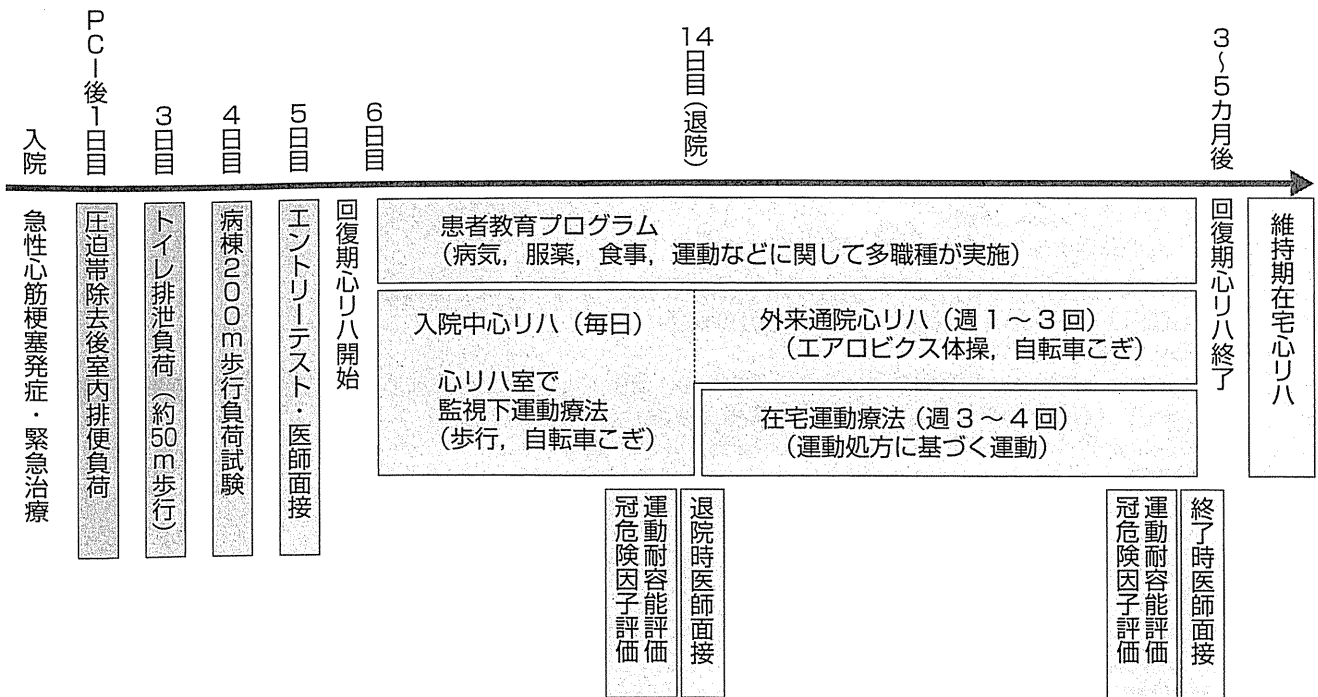 入院
PCI後1日目
3日目
4日目
5日目
6日目
14日目(退院)
3～5カ月後
急性心筋梗塞発症・緊急治療
圧迫帯除去後室内排便負荷
トイレ排泄負荷(約50m歩行)
病棟200m歩行負荷試験
エントリーテスト・医師面接
回復期心リハ開始
患者教育プログラム
(病気，服薬，食事，運動などに関して多職種が実施)
入院中心リハ(毎日)
心リハ室で
監視下運動療法
(歩行，自転車こぎ)
外来通院心リハ(週1～3回)
(エアロビクス体操，自転車こぎ)
在宅運動療法(週3～4回)
(運動処方に基づく運動)
回復期心リハ終了
維持期在宅心リハ
運動耐容能評価
冠危険因子評価
退院時医師面接
運動耐容能評価
冠危険因子評価
終了時医師面接